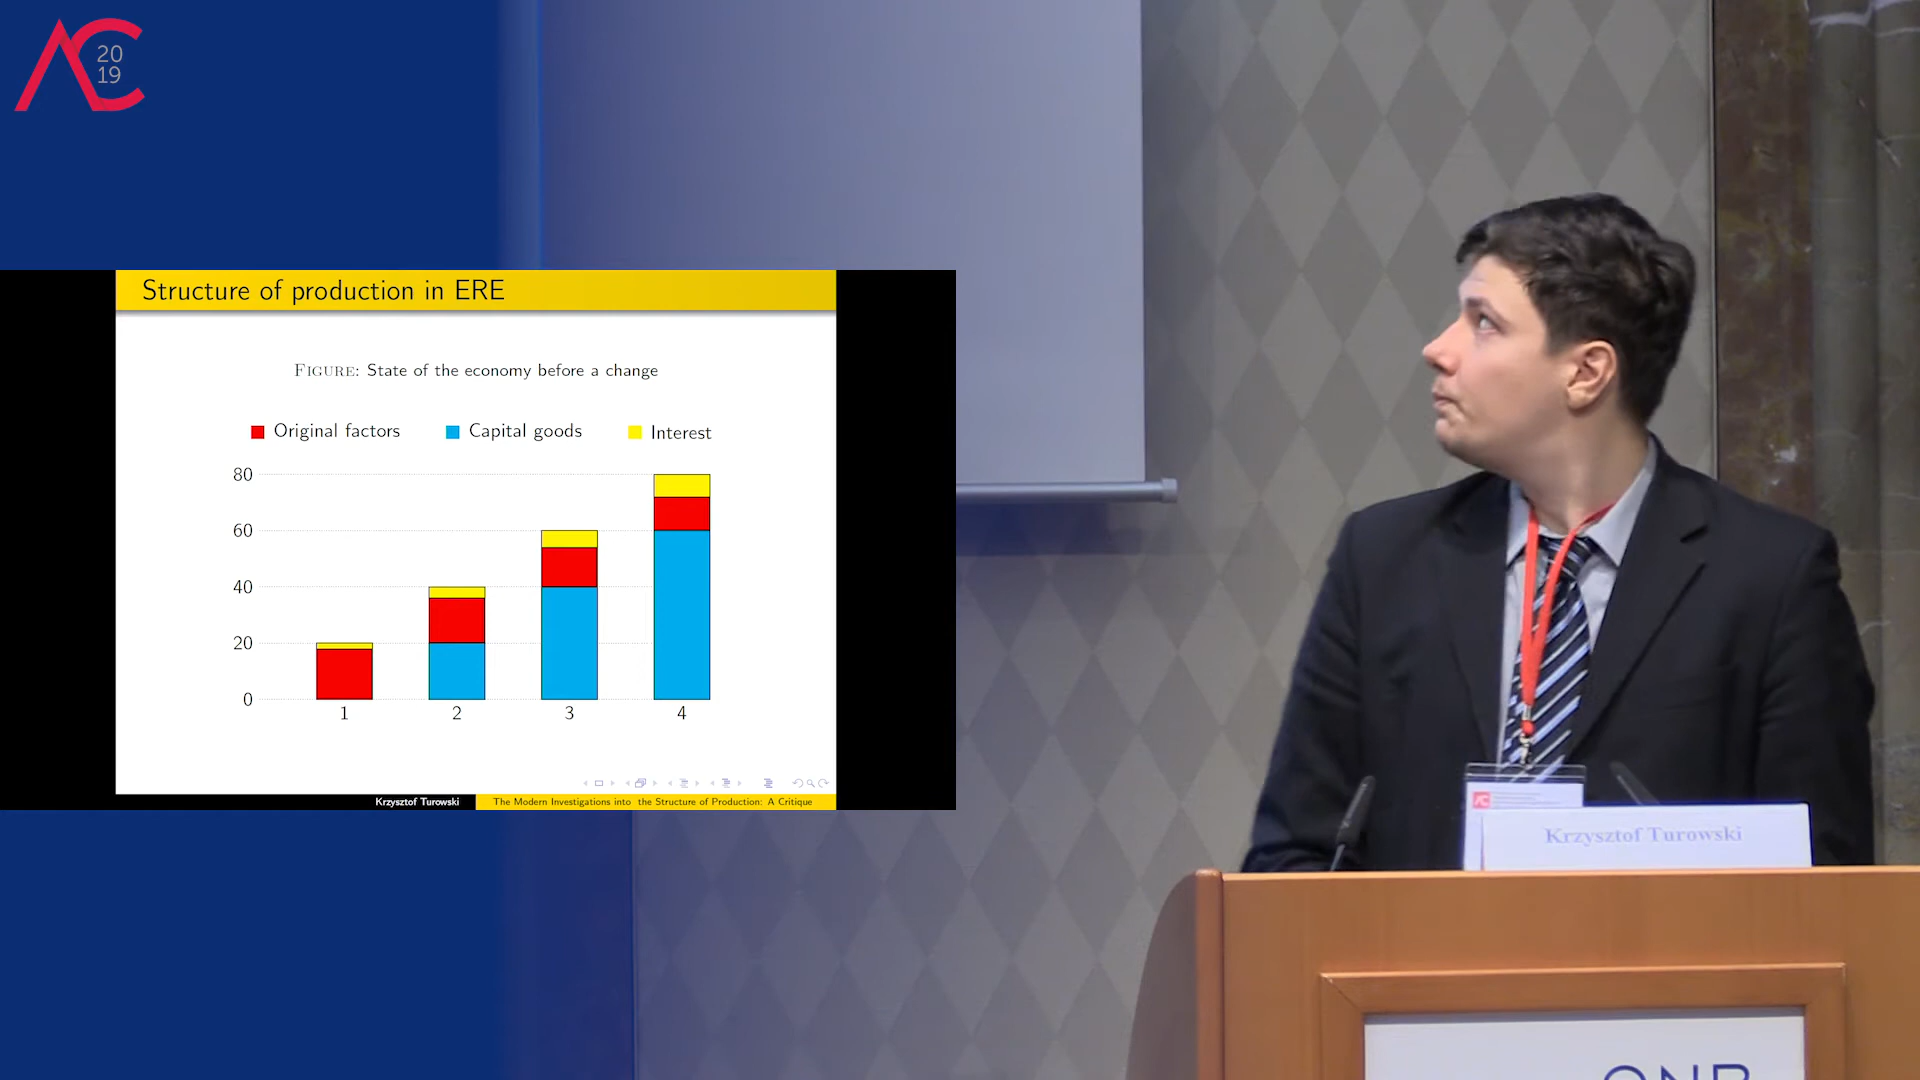 20
19
Structure of production in ERE
FIGURE: State of the economy before a change
Original factors
Capital goods
Interest
80
60
40
20
0
1 2 3 4
Krzysztof Turowski
The Modern Investigations into the Structure of Production: A Critique
Krzysztof Turowski